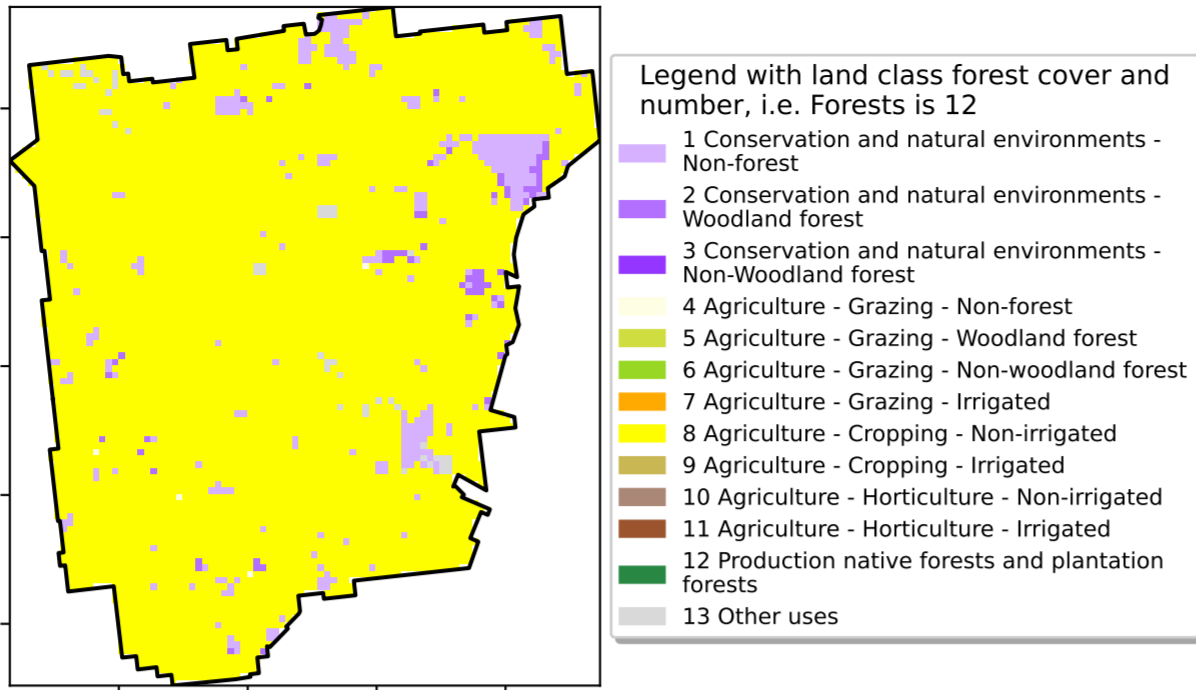 Legend with land class forest cover and
number, i.e. Forests is 12
1 Conservation and natural environments -
Non-forest
2 Conservation and natural environments -
Woodland forest
3 Conservation and natural environments -
Non-Woodland forest
4 Agriculture - Grazing - Non-forest
5 Agriculture - Grazing - Woodland forest
6 Agriculture - Grazing - Non-woodland forest
7 Agriculture - Grazing - Irrigated
8 Agriculture - Cropping - Non-irrigated
9 Agriculture - Cropping - Irrigated
10 Agriculture - Horticulture - Non-irrigated
11 Agriculture - Horticulture - Irrigated
12 Production native forests and plantation
forests
13 Other uses